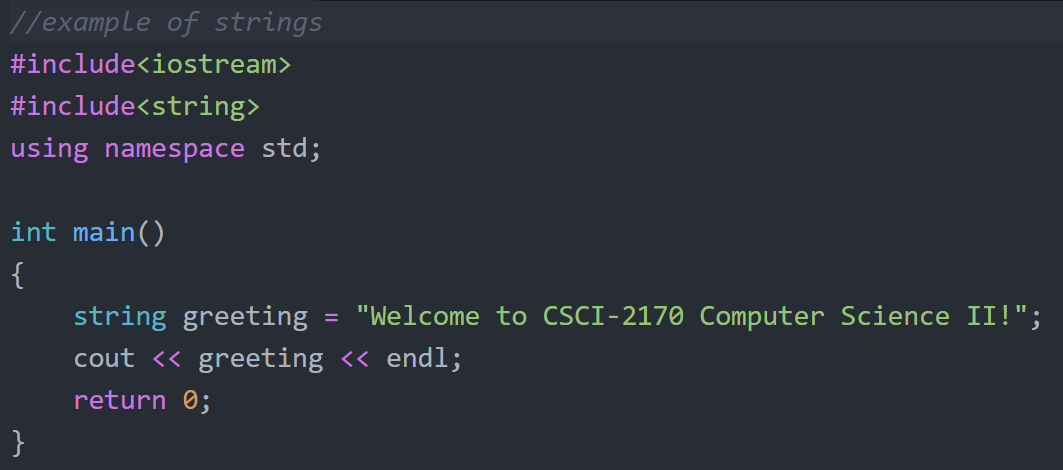 //example of strings
#include<iostream>
#include<string>
using namespace std;
int main()
{
    string greeting = "Welcome to CSCI-2170 Computer Science II!";
    cout << greeting << endl;
    return 0;
}